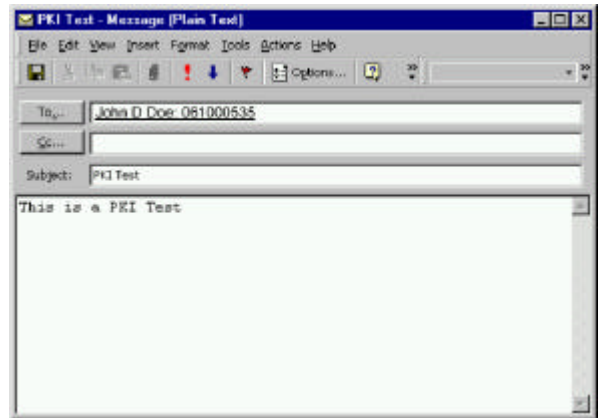 PKI Test - Message (Plain Text)
File Edit View Insert Format Tools Actions Help
Options...
To...
John D Doe: 061000535
Cc...
Subject:
PKI Test
This is a PKI Test